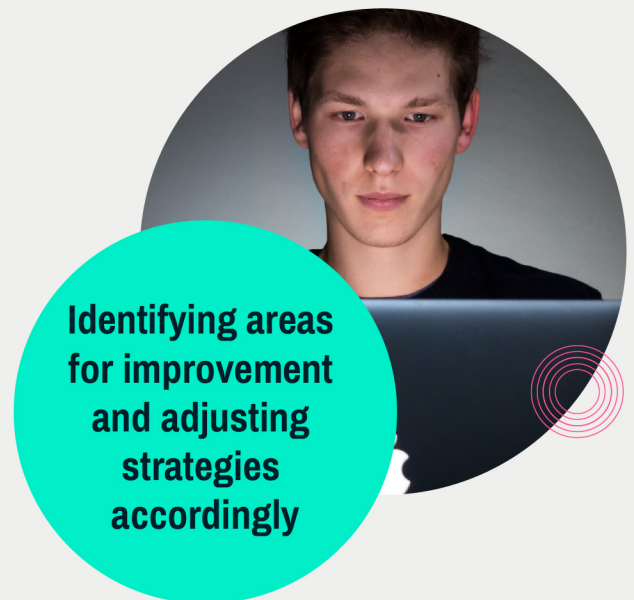 Identifying areas
for improvement
and adjusting
strategies
accordingly